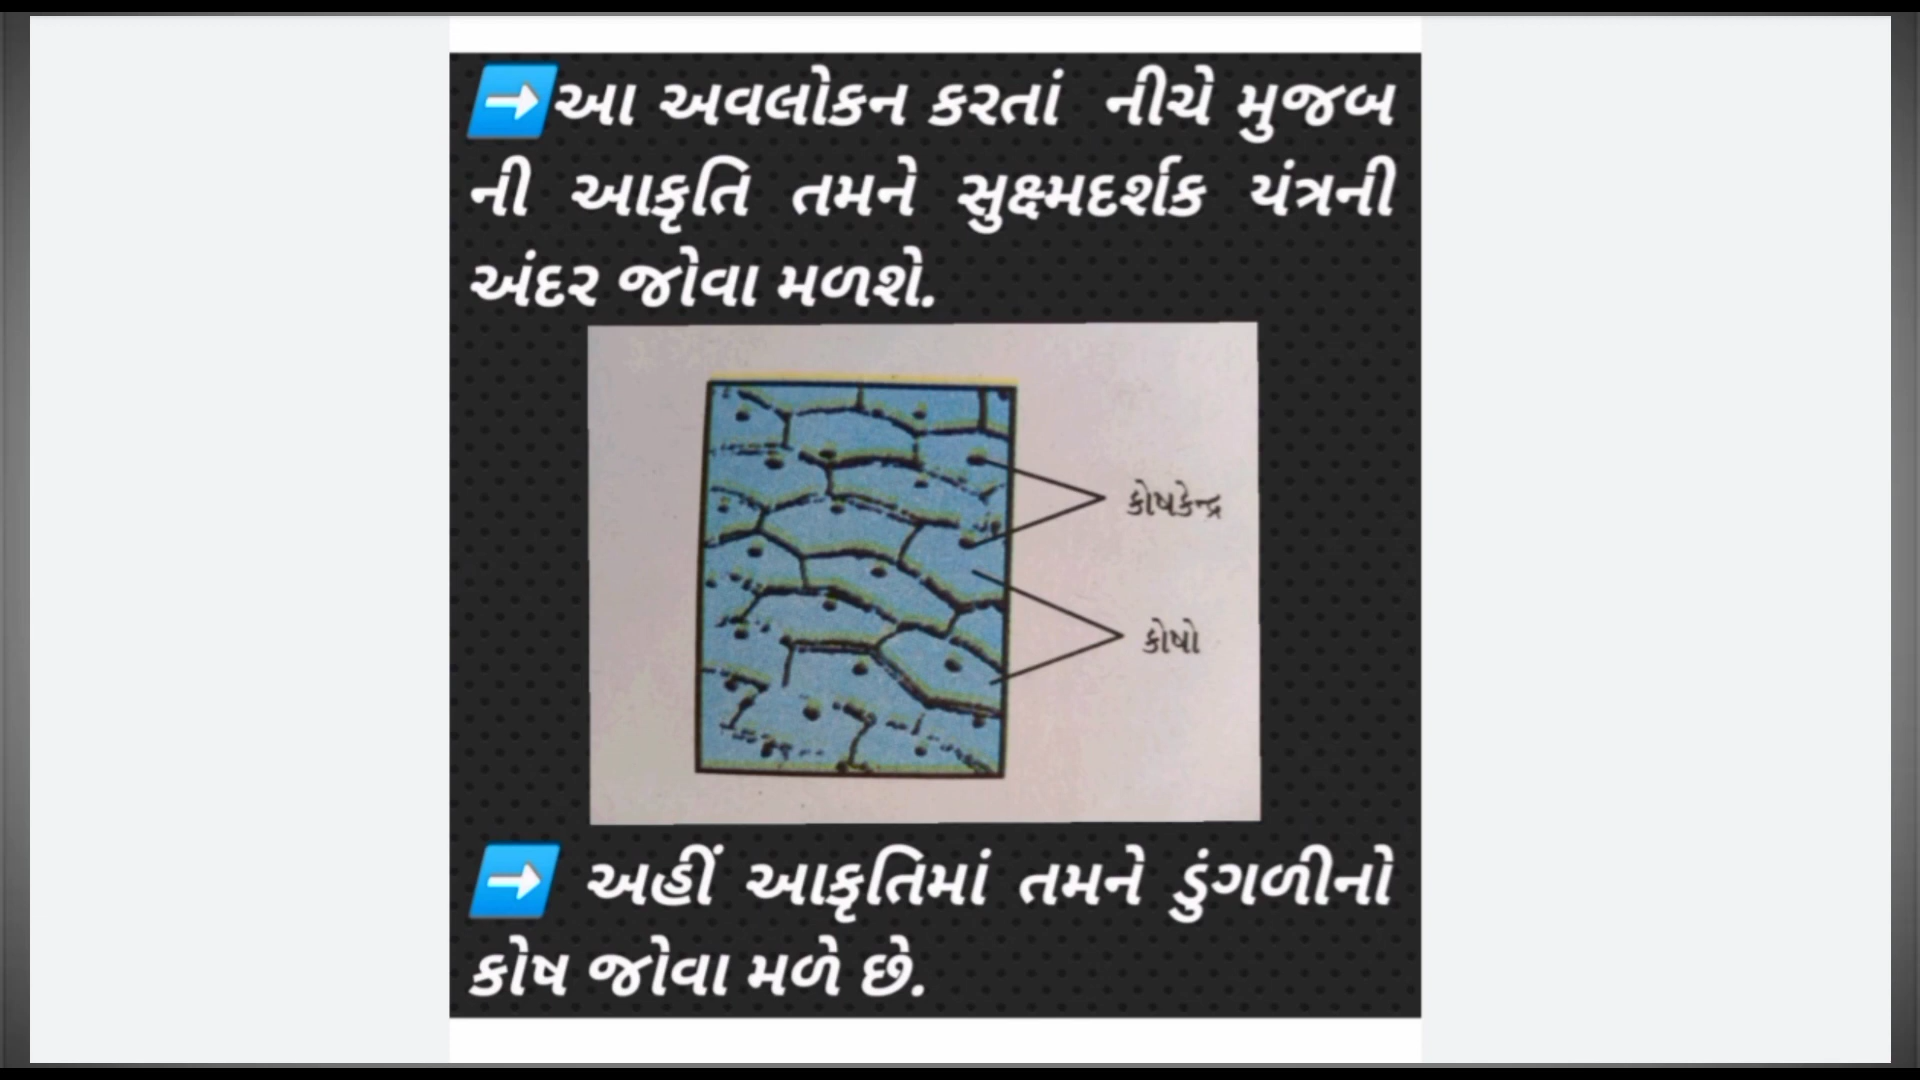 ➡️આ અવલોકન કરતાં નીચે મુજબ
ની આકૃતિ તમને સુક્ષ્મદર્શક યંત્રની
અંદર જોવા મળશે.
કોષકેન્દ્ર
કોષો
➡️ અહીં આકૃતિમાં તમને ડુંગળીનો
કોષ જોવા મળે છે.